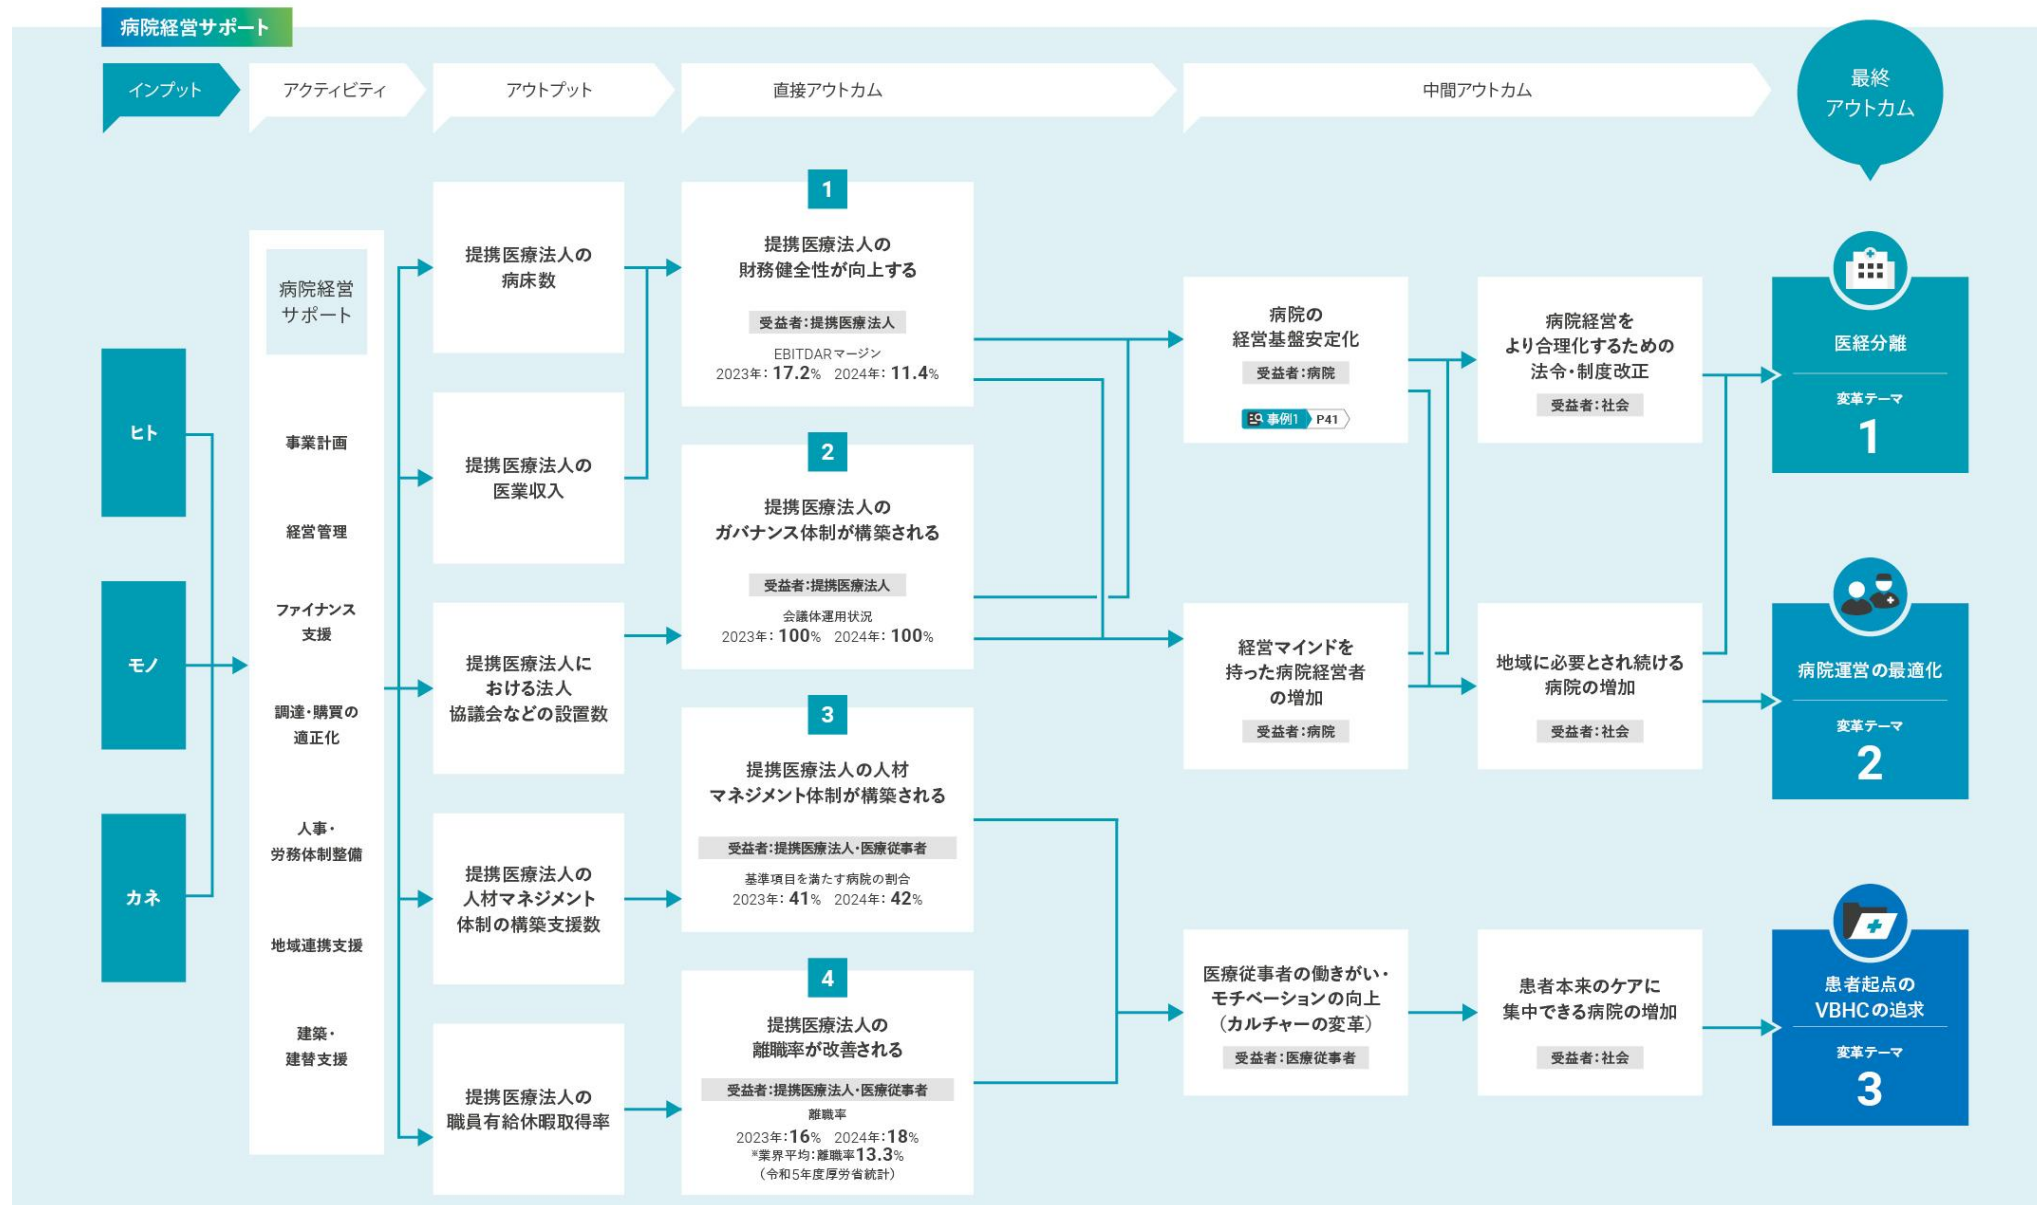 病院経営サポート
インプット
アクティビティ
アウトプット
直接アウトカム
中間アウトカム
最終
アウトカム
ヒト
モノ
カネ
病院経営
サポート
事業計画
経営管理
ファイナンス
支援
調達・購買の
適正化
人事・
労務体制整備
地域連携支援
建築・
建替支援
提携医療法人の
病床数
提携医療法人の
医業収入
提携医療法人に
おける法人
協議会などの設置数
提携医療法人の
人材マネジメント
体制の構築支援数
提携医療法人の
職員有給休暇取得率
1
提携医療法人の
財務健全性が向上する
受益者：提携医療法人
EBITDARマージン
2023年：17.2% 2024年：11.4%
2
提携医療法人の
ガバナンス体制が構築される
受益者：提携医療法人
会議体運用状況
2023年：100% 2024年：100%
3
提携医療法人の人材
マネジメント体制が構築される
受益者：提携医療法人・医療従事者
基準項目を満たす病院の割合
2023年：41% 2024年：42%
4
提携医療法人の
離職率が改善される
受益者：提携医療法人・医療従事者
離職率
2023年：16% 2024年：18%
*業界平均：離職率13.3%
（令和5年度厚労省統計）
病院の
経営基盤安定化
受益者：病院
事例1 P41
経営マインドを
持った病院経営者
の増加
受益者：病院
医療従事者の働きがい・
モチベーションの向上
（カルチャーの変革）
受益者：医療従事者
病院経営を
より合理化するための
法令・制度改正
受益者：社会
地域に必要とされ続ける
病院の増加
受益者：社会
患者本来のケアに
集中できる病院の増加
受益者：社会
医経分離
変革テーマ
1
病院運営の最適化
変革テーマ
2
患者起点の
VBHCの追求
変革テーマ
3